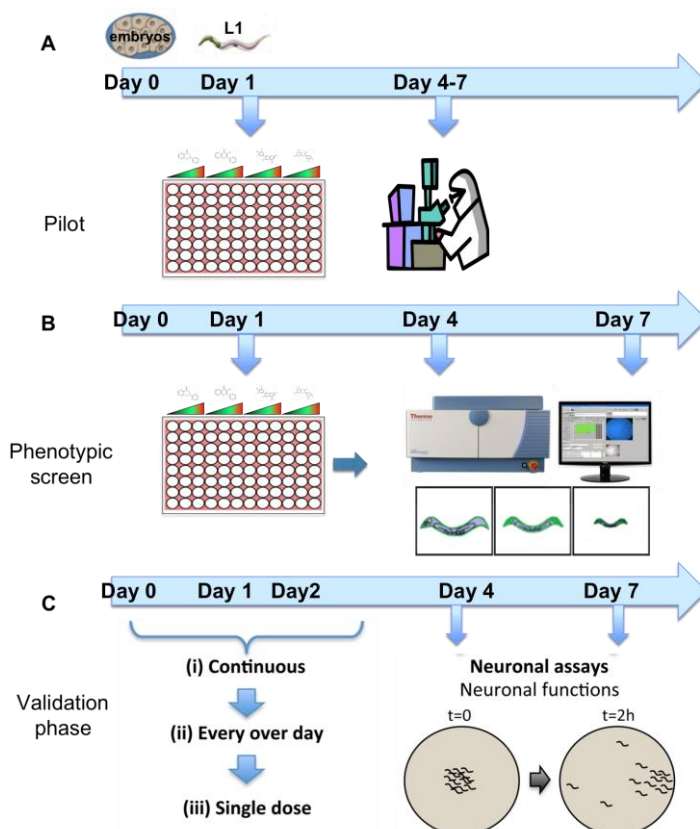 A
embryos
L1
Day 0 Day 1 Day 4-7
Pilot
B
Day 0 Day 1 Day 4 Day 7
Thermo
Phenotypic
screen
C
Day 0 Day 1 Day2 Day 4 Day 7
Validation
phase
(i) Continuous
(ii) Every over day
(iii) Single dose
Neuronal assays
Neuronal functions
t=0 t=2h